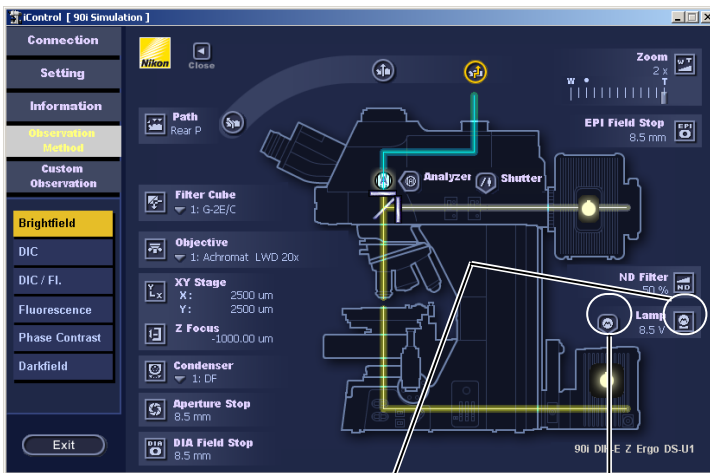 iControl [ 90i Simulation ]
Connection
Setting
Information
Observation
Method
Custom
Observation
Brightfield
DIC
DIC / Fl.
Fluorescence
Phase Contrast
Darkfield
Exit
Nikon
Close
Path
Rear P
Filter Cube
1: G-2E/C
Objective
1: Achromat LWD 20x
XY Stage
X: 2500 um
Y: 2500 um
Z Focus
-1000.00 um
Condenser
1: DF
Aperture Stop
8.5 mm
DIA
DIA Field Stop
8.5 mm
Analyzer
Shutter
Zoom
2 x
W T
W T
EPI Field Stop
8.5 mm
EPI
ND Filter
50 %
ND
Lamp
8.5 V
90i DIH-E Z Ergo DS-U1